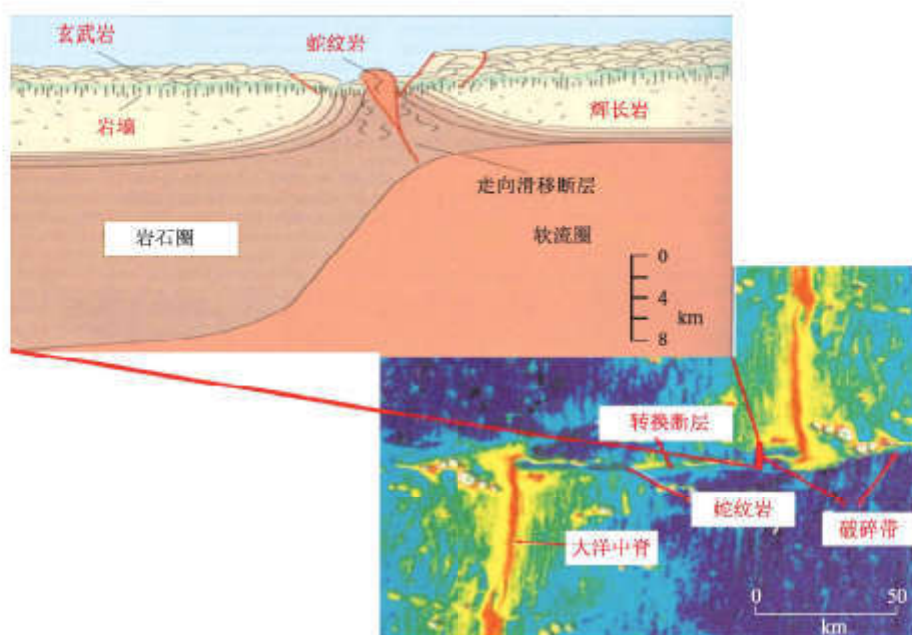 玄武岩
蛇纹岩
岩墙
辉长岩
走向滑移断层
岩石圈
软流圈
0
4
km
8
转换断层
蛇纹岩
破碎带
大洋中脊
0 50
km